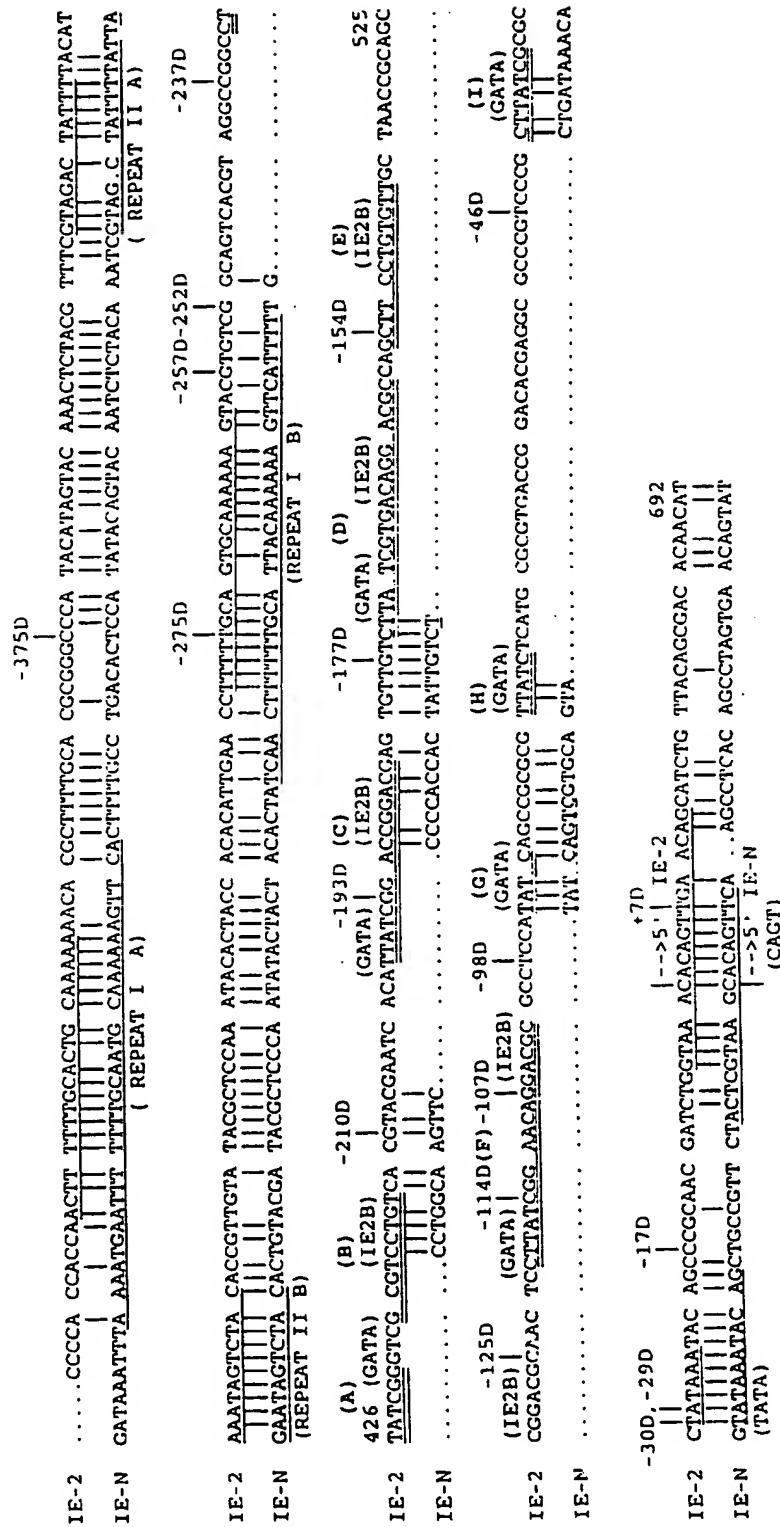 -375D
IE-2 .....CCCCA CCACCAACTT TTTTGCACTG CAAAAAAACA CGCTTTTGCA CGCGGGCCCA TACATAGTAC AAACTCTACG TTTCGTAGAC TATTTTACAT
IE-N GATAAATTTA AAATGAATTT TTTTGCAATG CAAAAAAGTT CACTTTTGCC TGACACTCCA TATACAGTAC AATCTCTACA AATCGTAG.C TATTTTATTA
( REPEAT I A) ( REPEAT II A)
-275D -257D-252D -237D
IE-2 AAATAGTCTA CACCGTTGTA TACGCTCCAA ATACACTACC ACACATTGAA CCTTTTTGCA GTGCAAAAAA GTACGTGTCG GCAGTCACGT AGGCCGGCCT
IE-N GAATAGTCTA CACTGTACGA TACGCTCCCA ATATACTACT ACACTATCAA CTTTTTTGCA TTACAAAAAA GTTCATTTTT G...................
(REPEAT II B) (REPEAT I B)
(A) (B) -210D -193D (C) -177D (D) -154D (E)
426 (GATA) (IE2B) (GATA) (IE2B) (GATA) (IE2B) (IE2B) 525
IE-2 TATCGGGTCG CGTCCTGTCA CGTACGAATC ACATTATCGG ACCGGACGAG TGTTGTCTTA TCGTGACAGG ACGCCAGCTT CCTGTGTTGC TAACCGCAGC
IE-N .............CCTGGCA AGTTC..............CCCCACCAC TATTGTCT................................
-125D -114D(F) -107D -98D (G) (H) -46D (I)
(IE2B) (GATA) (IE2B) (GATA) (GATA) (GATA)
IE-2 CGGACGCAAC TCCTTATCGG AACAGGACGC GCCTCCATAT CAGCCGCGCG TTATCTCATG CGCGTGACCG GACACGAGGC GCCCGTCCCG CTTATCGCGC
IE-N .....................................TAT CAGTCGTGCA GTA......................................CTGATAAACA
-30D, -29D -17D +7D
|-->5' IE-2 692
IE-2 CTATAAATAC AGCCCGCAAC GATCTGGTAA ACACAGTTGA ACAGCATCTG TTACAGCGAC ACAACAT
IE-N GTATAAATAC AGCTGCCGTT CTACTCGTAA GCACAGTTCA ..AGCCTCAC AGCCTAGTGA ACAGTAT
(TATA) |-->5' IE-N
(CAGT)